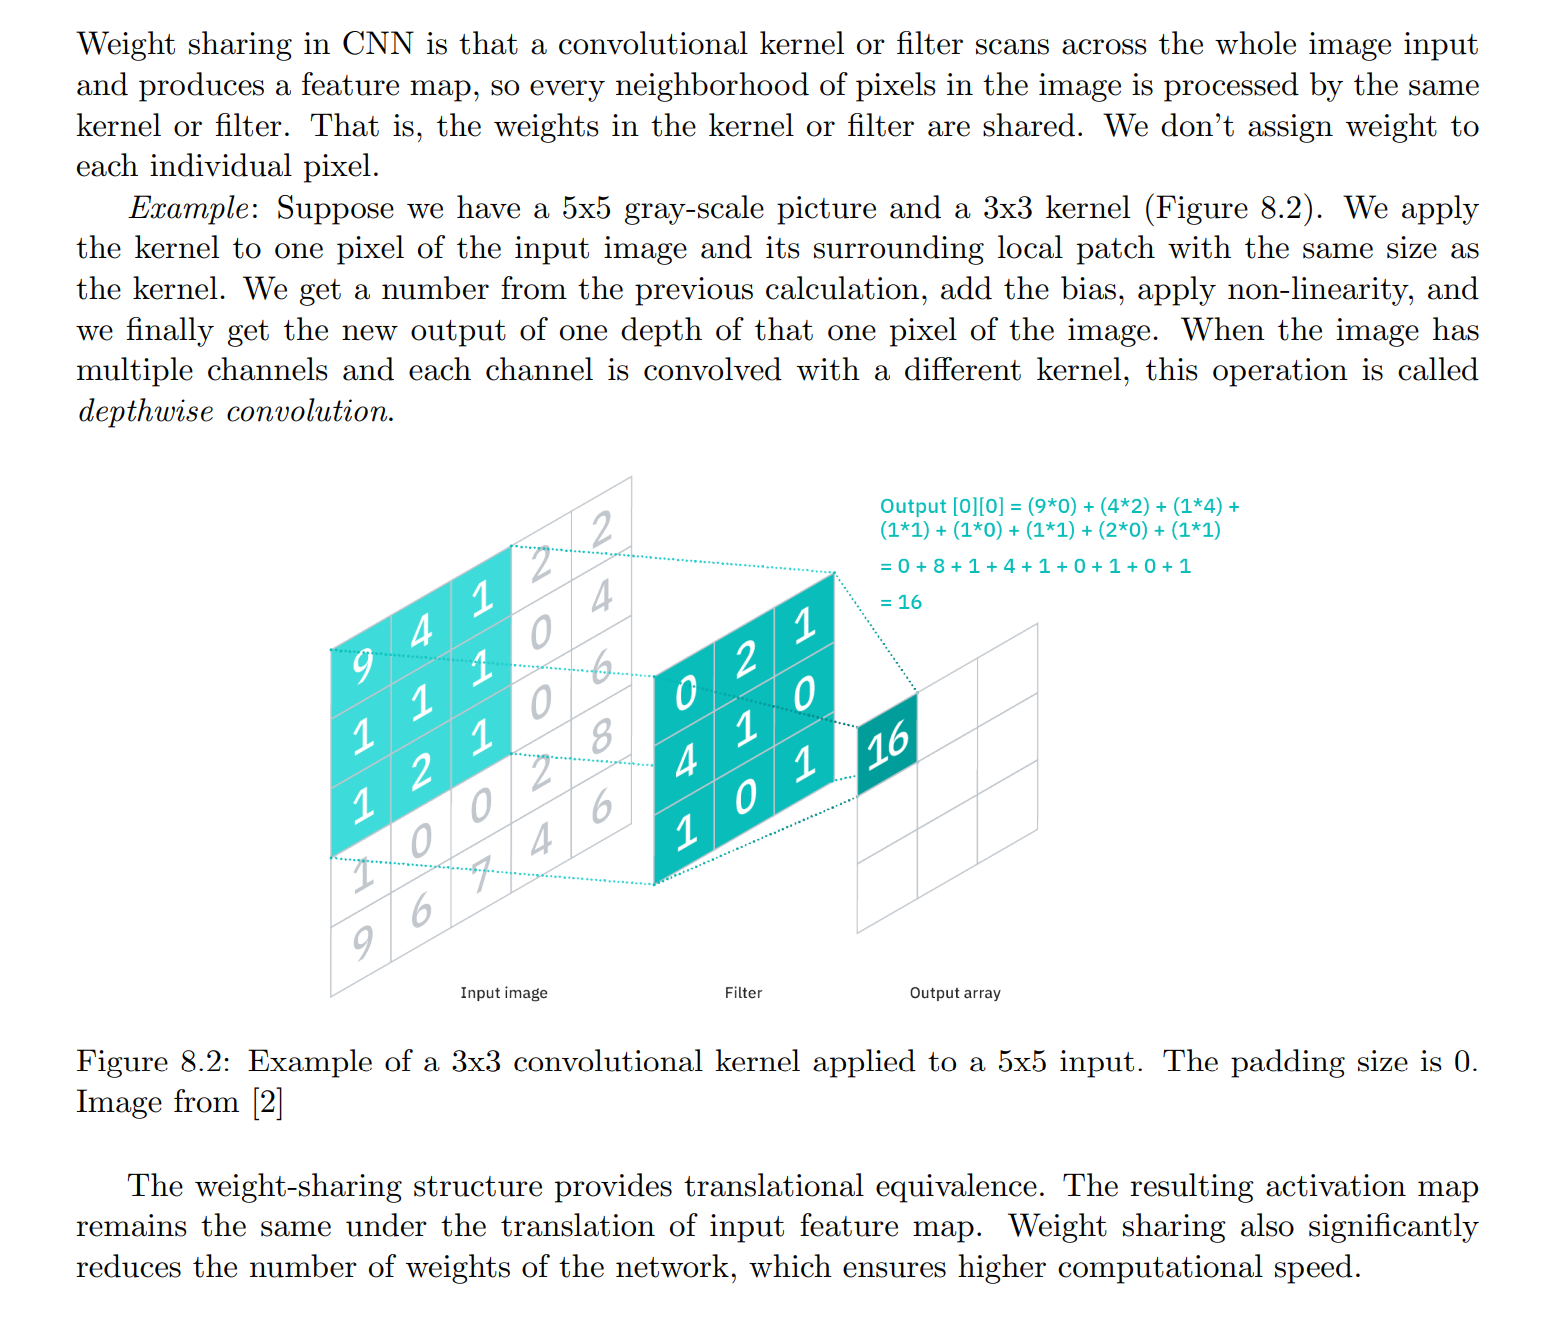 Weight sharing in CNN is that a convolutional kernel or filter scans across the whole image input
and produces a feature map, so every neighborhood of pixels in the image is processed by the same
kernel or filter. That is, the weights in the kernel or filter are shared. We don't assign weight to
each individual pixel.
Example: Suppose we have a 5x5 gray-scale picture and a 3x3 kernel (Figure 8.2). We apply
the kernel to one pixel of the input image and its surrounding local patch with the same size as
the kernel. We get a number from the previous calculation, add the bias, apply non-linearity, and
we finally get the new output of one depth of that one pixel of the image. When the image has
multiple channels and each channel is convolved with a different kernel, this operation is called
depthwise convolution.
9 4 1 2 2
1 1 1 0 4
1 2 1 0 6
1 0 0 2 8
9 6 7 4 6
0 2 1
4 1 0
1 0 1
16
Output [0][0] = (9*0) + (4*2) + (1*4) +
(1*1) + (1*0) + (1*1) + (2*0) + (1*1)
= 0 + 8 + 1 + 4 + 1 + 0 + 1 + 0 + 1
= 16
Input image
Filter
Output array
Figure 8.2: Example of a 3x3 convolutional kernel applied to a 5x5 input. The padding size is 0.
Image from [2]
The weight-sharing structure provides translational equivalence. The resulting activation map
remains the same under the translation of input feature map. Weight sharing also significantly
reduces the number of weights of the network, which ensures higher computational speed.